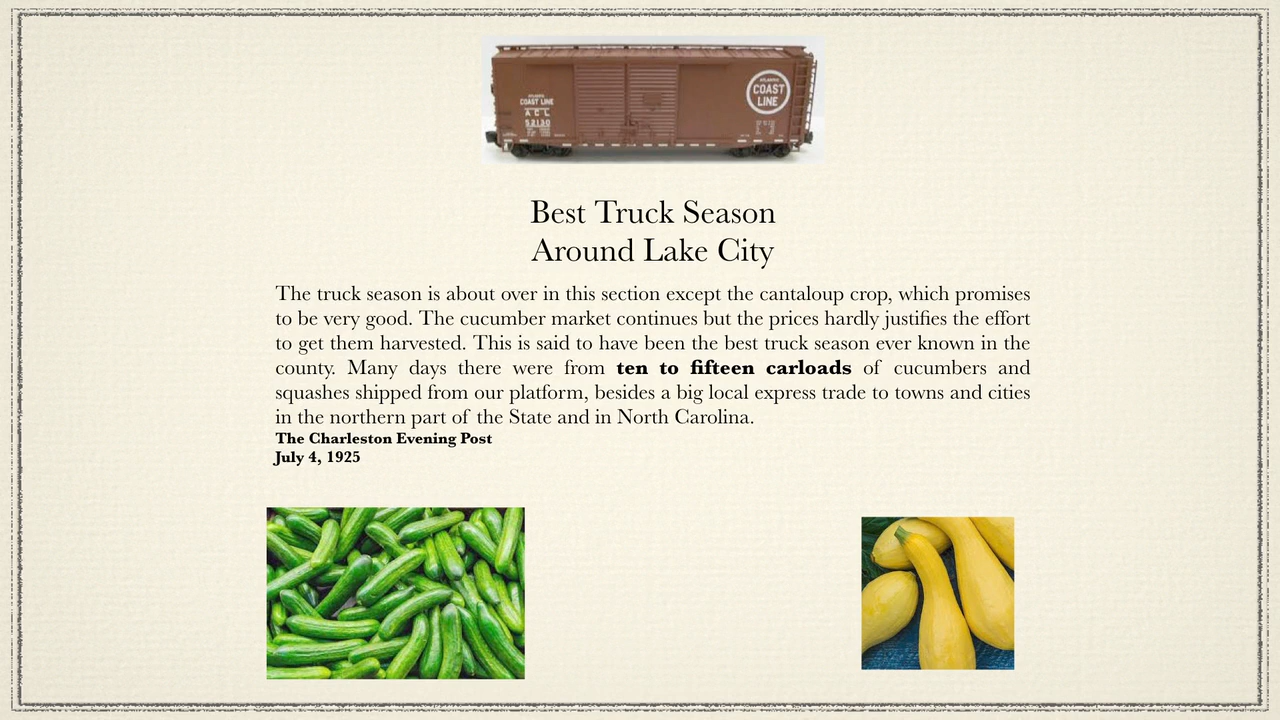 ATLANTIC
COAST LINE
A C L
52130
ATLANTIC
COAST
LINE
Best Truck Season
Around Lake City
The truck season is about over in this section except the cantaloup crop, which promises
to be very good. The cucumber market continues but the prices hardly justifies the effort
to get them harvested. This is said to have been the best truck season ever known in the
county. Many days there were from ten to fifteen carloads of cucumbers and
squashes shipped from our platform, besides a big local express trade to towns and cities
in the northern part of the State and in North Carolina.
The Charleston Evening Post
July 4, 1925